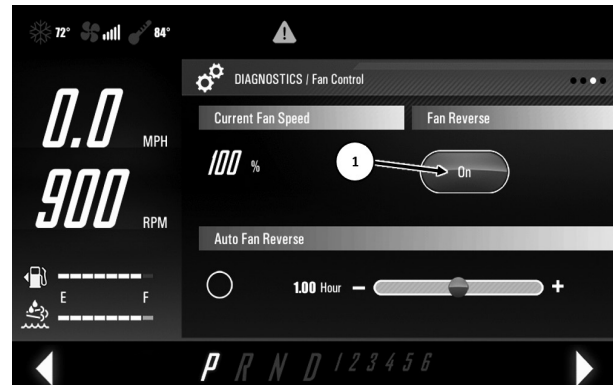 72° 84°
DIAGNOSTICS / Fan Control
Current Fan Speed Fan Reverse
0.0 MPH
100 % 1 On
900 RPM
Auto Fan Reverse
1.00 Hour − +
E F
P R N D 1 2 3 4 5 6